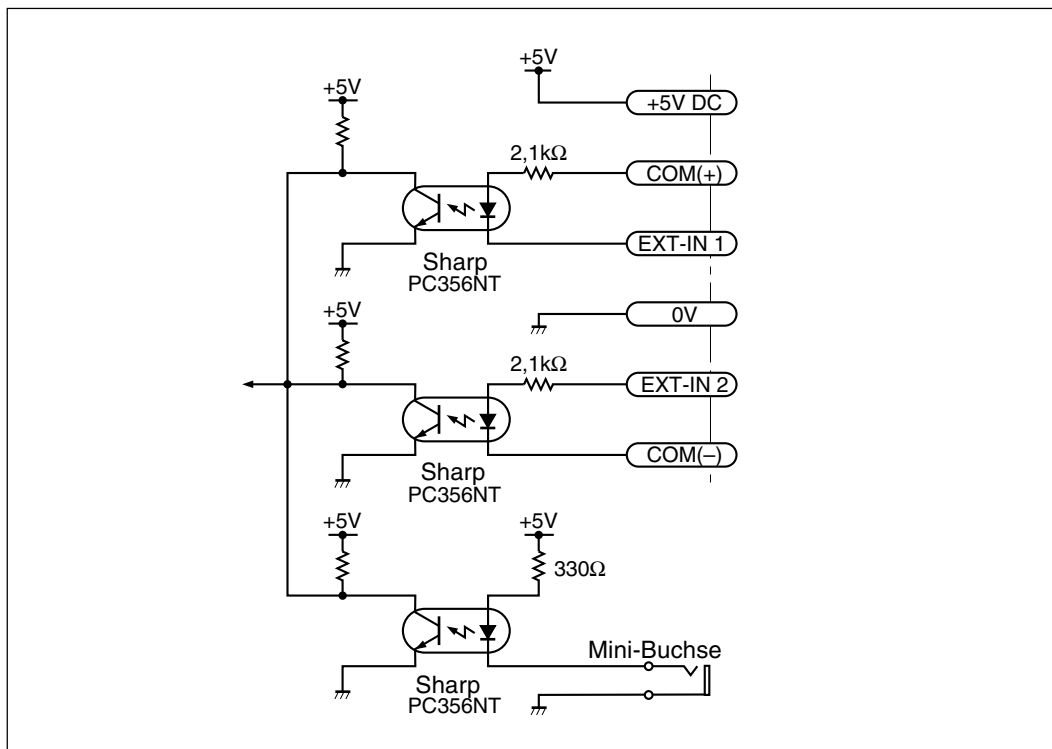 +5V
+5V
+5V DC
2,1kΩ
COM(+)
EXT-IN 1
Sharp
PC356NT
+5V
0V
2,1kΩ
EXT-IN 2
COM(–)
Sharp
PC356NT
+5V
+5V
330Ω
Mini-Buchse
Sharp
PC356NT